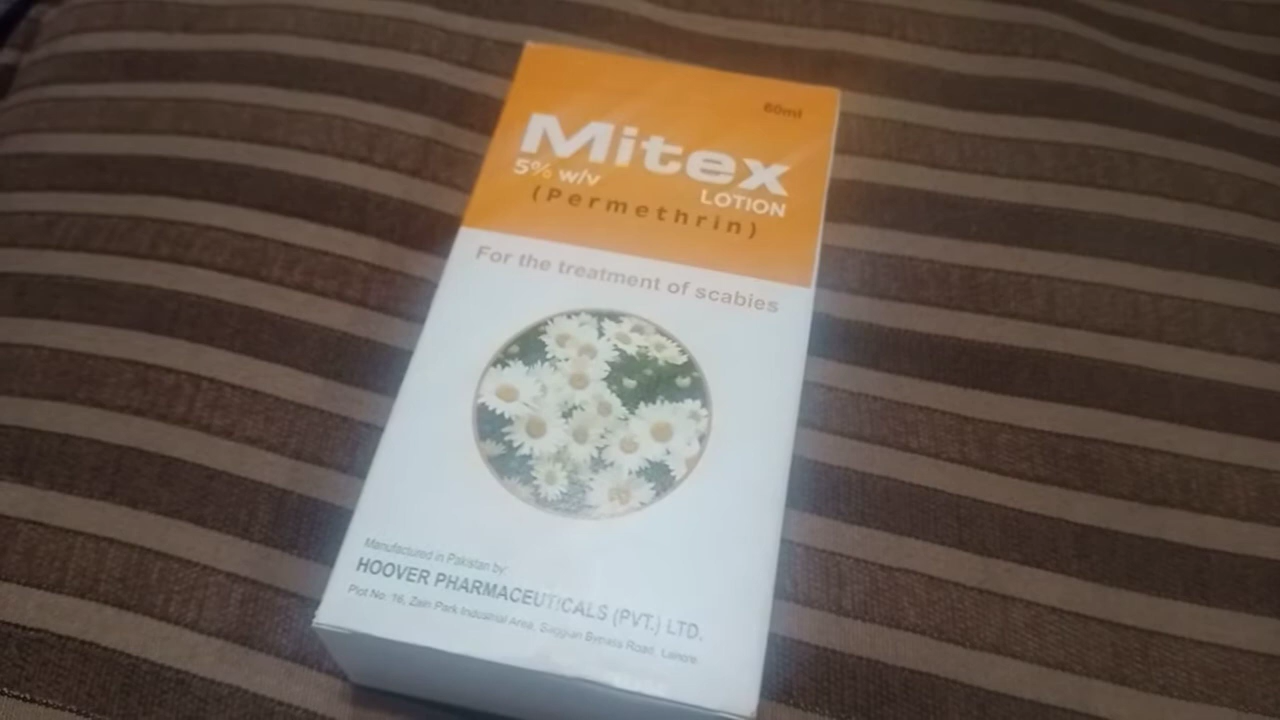 60ml
Mitex
5% w/v
LOTION
(Permethrin)
For the treatment of scabies
Manufactured in Pakistan by:
HOOVER PHARMACEUTICALS (PVT.) LTD,
Plot No. 16, Zain Park Industrial Area, Saggian Bypass Road, Lahore